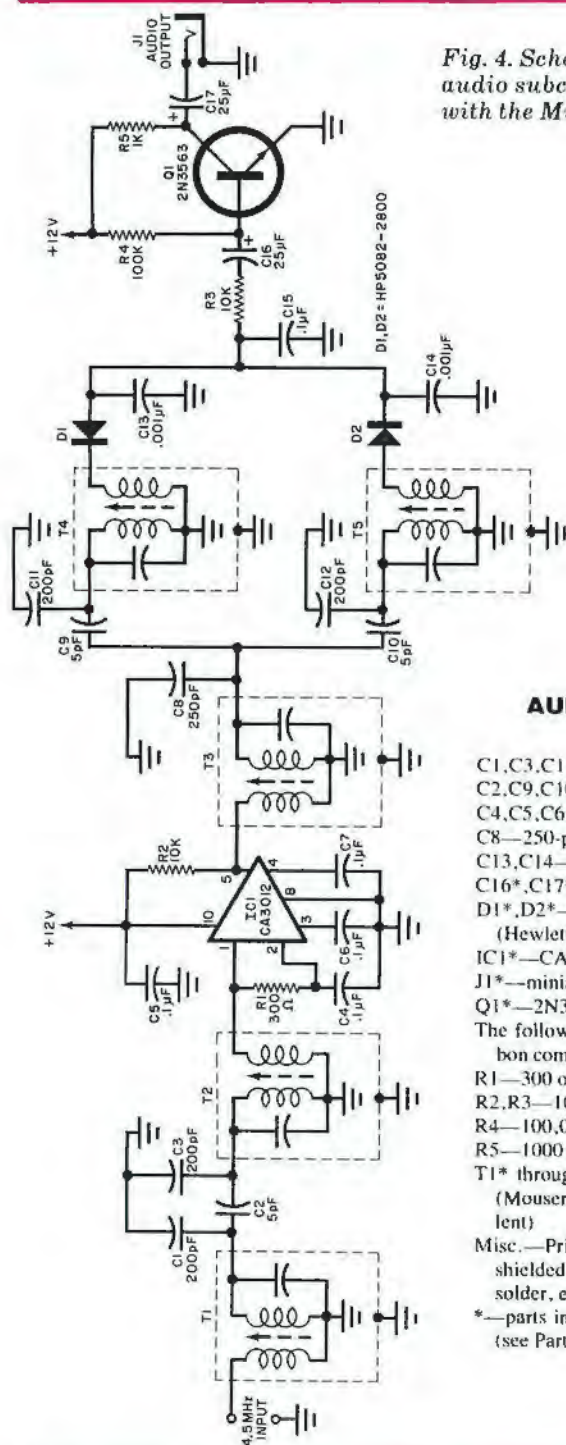 Fig. 4. Sche
audio subc
with the M
J1
AUDIO
OUTPUT
C17
25µF
R5
1K
Q1
2N3563
+12V
R4
100K
C16
25µF
R3
10K
C15
.1µF
D1,D2=HP5082-2800
D1
C13
.001µF
D2
C14
.001µF
T4
C11
200pF
C9
5pF
T5
C12
200pF
C10
5pF
C8
250pF
T3
+12V
R2
10K
C5
.1µF
10
5
4
8
3
2
1
IC1
CA3012
C7
.1µF
C6
.1µF
R1
300
Ω
C4
.1µF
T2
C3
200pF
C2
5pF
C1
200pF
T1
4.5MHz
INPUT
AU
C1,C3,C1
C2,C9,C10
C4,C5,C6
C8—250-p
C13,C14—
C16*,C17
D1*,D2*—
(Hewlet
IC1*—CA
J1*—mini
Q1*—2N3
The follow
bon com
R1—300 o
R2,R3—10
R4—100,0
R5—1000
T1* throug
(Mouser
lent)
Misc.—Pri
shielded
solder, e
*—parts in
(see Part